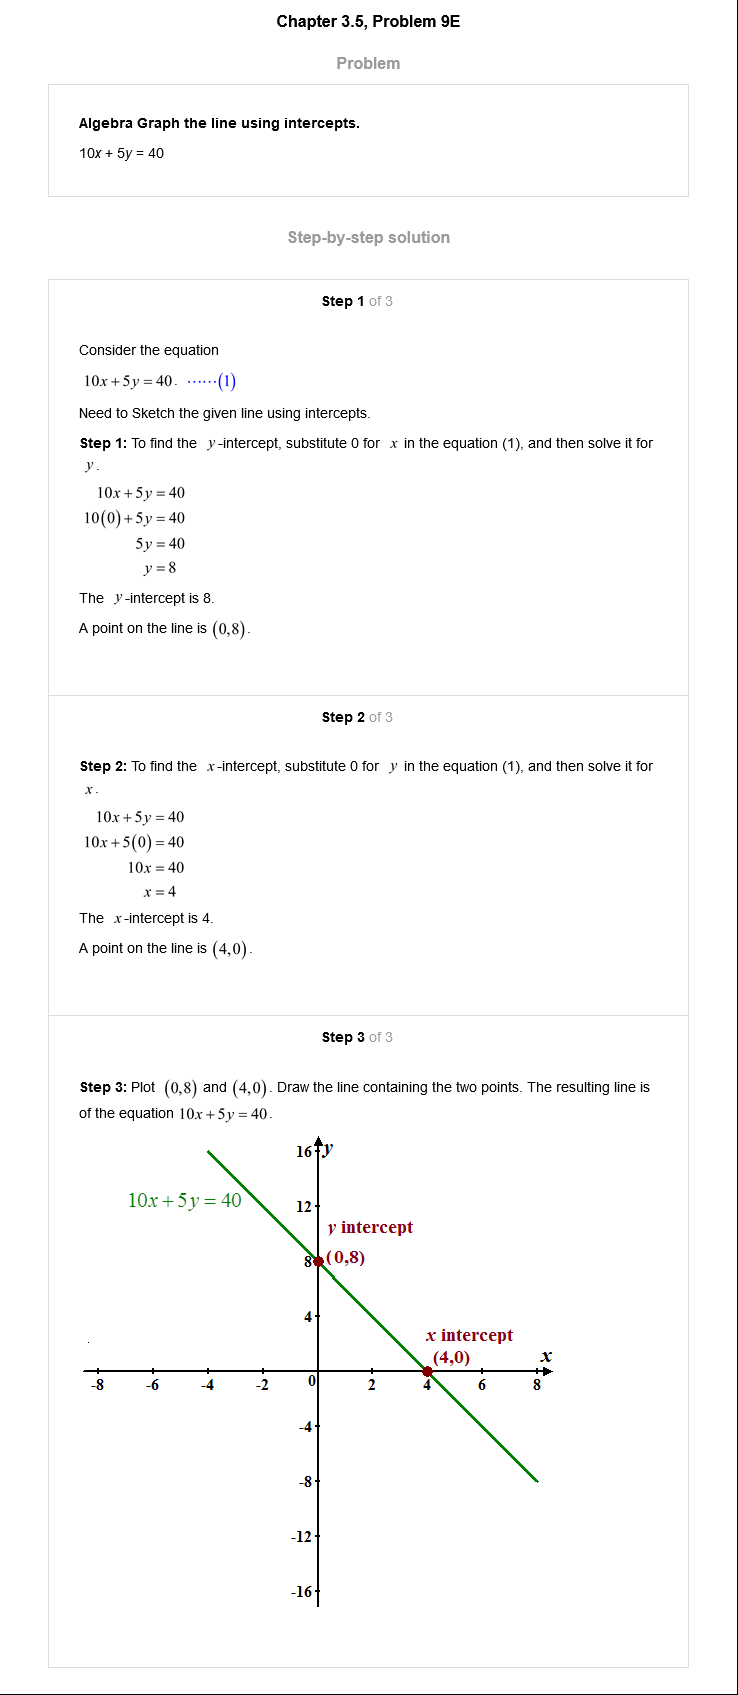 Chapter 3.5, Problem 9E
Problem
Algebra Graph the line using intercepts.
10x + 5y = 40
Step-by-step solution
Step 1 of 3
Consider the equation
10x + 5y = 40. ······(1)
Need to Sketch the given line using intercepts.
Step 1: To find the y-intercept, substitute 0 for x in the equation (1), and then solve it for
y.
10x + 5y = 40
10(0) + 5y = 40
5y = 40
y = 8
The y-intercept is 8.
A point on the line is (0,8).
Step 2 of 3
Step 2: To find the x-intercept, substitute 0 for y in the equation (1), and then solve it for
x.
10x + 5y = 40
10x + 5(0) = 40
10x = 40
x = 4
The x-intercept is 4.
A point on the line is (4,0).
Step 3 of 3
Step 3: Plot (0,8) and (4,0). Draw the line containing the two points. The resulting line is
of the equation 10x + 5y = 40.
16 y
10x + 5y = 40
12
y intercept
8 (0,8)
4
x intercept
(4,0) x
-8 -6 -4 -2 0 2 4 6 8
-4
-8
-12
-16